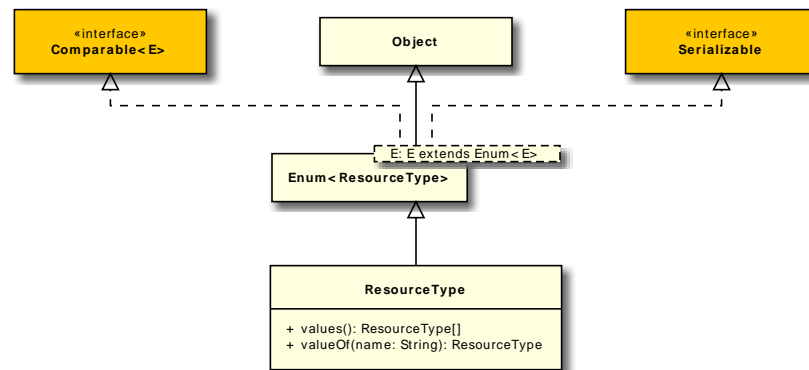 «interface»
Comparable<E>
Object
«interface»
Serializable
E: E extends Enum<E>
Enum<ResourceType>
ResourceType
+ values(): ResourceType[]
+ valueOf(name: String): ResourceType